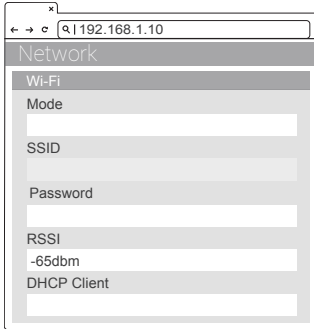 192.168.1.10
Network
Wi-Fi
Mode
SSID
Password
RSSI
-65dbm
DHCP Client